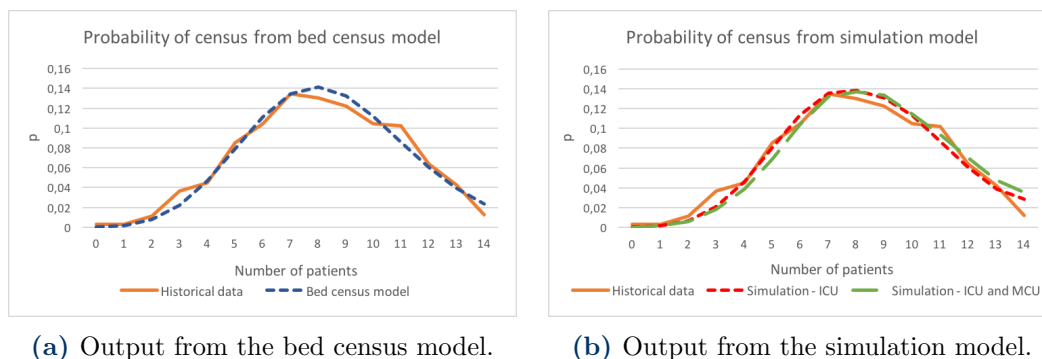 Probability of census from bed census model
0,16
0,14
0,12
0,1
0,08
0,06
0,04
0,02
0
p
0 1 2 3 4 5 6 7 8 9 10 11 12 13 14
Number of patients
Historical data Bed census model
(a) Output from the bed census model.
Probability of census from simulation model
0,16
0,14
0,12
0,1
0,08
0,06
0,04
0,02
0
p
0 1 2 3 4 5 6 7 8 9 10 11 12 13 14
Number of patients
Historical data Simulation - ICU Simulation - ICU and MCU
(b) Output from the simulation model.